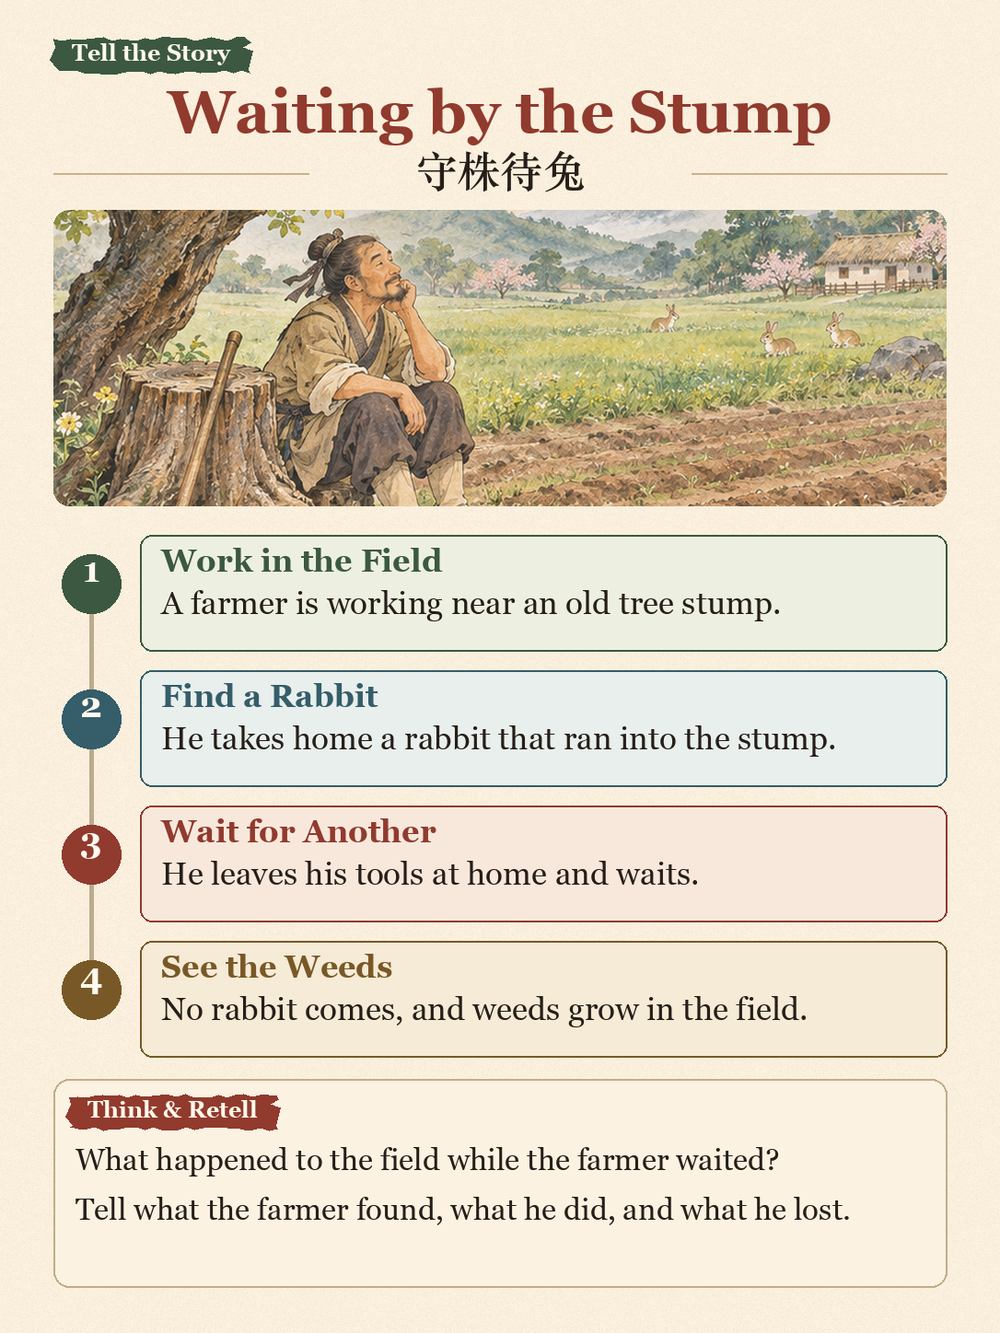 Tell the Story
Waiting by the Stump
守株待兔
1
Work in the Field
A farmer is working near an old tree stump.
2
Find a Rabbit
He takes home a rabbit that ran into the stump.
3
Wait for Another
He leaves his tools at home and waits.
4
See the Weeds
No rabbit comes, and weeds grow in the field.
Think & Retell
What happened to the field while the farmer waited?
Tell what the farmer found, what he did, and what he lost.